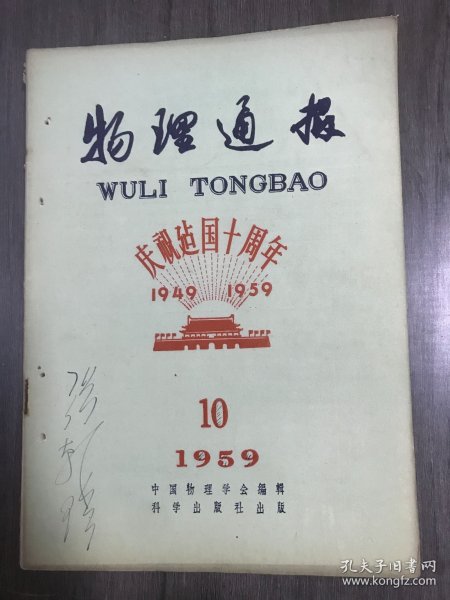 物理通报
WULI TONGBAO
庆祝建国十周年
1949 1959
10
1959
中国物理学会編輯
科学出版社出版
孔夫子旧书网
www.kongfz.com